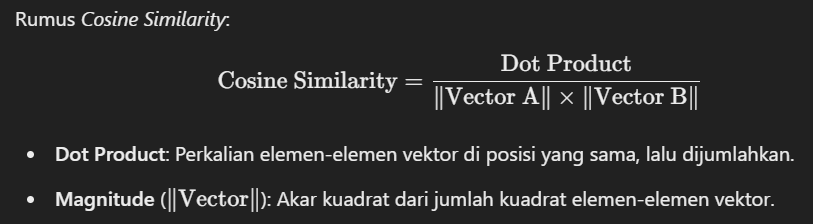 Rumus Cosine Similarity:
Cosine Similarity = Dot Product / ‖Vector A‖ × ‖Vector B‖
• Dot Product: Perkalian elemen-elemen vektor di posisi yang sama, lalu dijumlahkan.
• Magnitude (‖Vector‖): Akar kuadrat dari jumlah kuadrat elemen-elemen vektor.